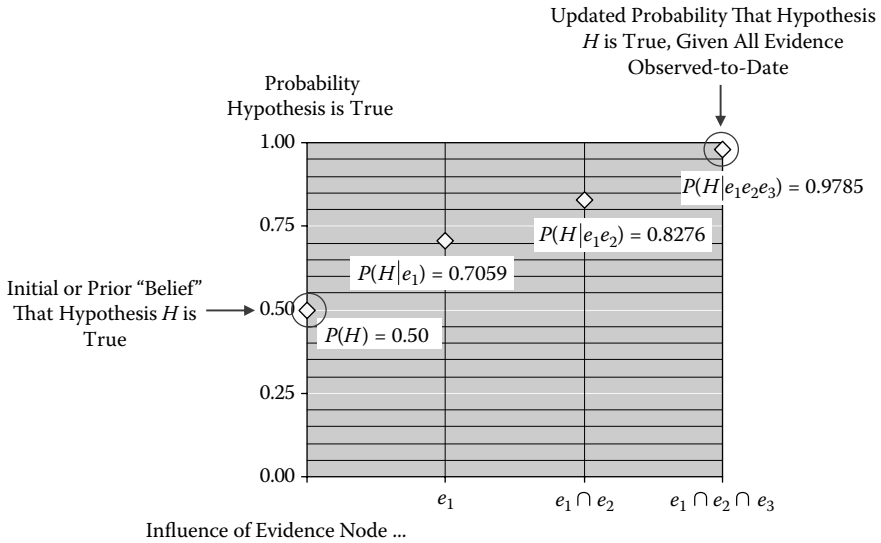 Updated Probability That Hypothesis
H is True, Given All Evidence
Observed-to-Date
Probability
Hypothesis is True
1.00
P(H|e₁e₂e₃) = 0.9785
0.75
P(H|e₁e₂) = 0.8276
P(H|e₁) = 0.7059
Initial or Prior “Belief”
That Hypothesis H is
True
0.50
P(H) = 0.50
0.25
0.00
e₁
e₁ ∩ e₂
e₁ ∩ e₂ ∩ e₃
Influence of Evidence Node ...